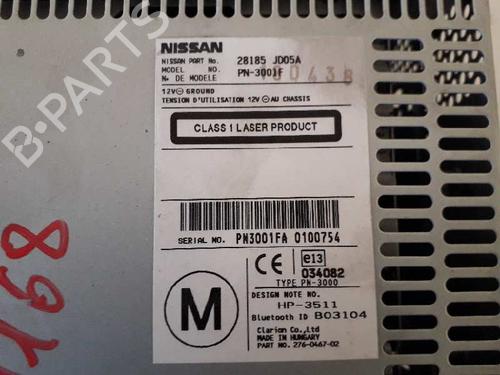 NISSAN
NISSAN PART No. 28185 JD05A
MODEL NO.
No DE MODELE PN-3001F
0438
12V⎓ GROUND
TENSION D'UTILISATION 12V⎓AU CHASSIS
CLASS 1 LASER PRODUCT
SERIAL NO. PN3001FA 0100754
M
CE e13
034082
TYPE PN-3000
DESIGN NOTE NO.
HP-3511
Bluetooth ID B03104
Clarion Co.,Ltd
MADE IN HUNGARY
PART NO. 276-0467-02
B-PARTS